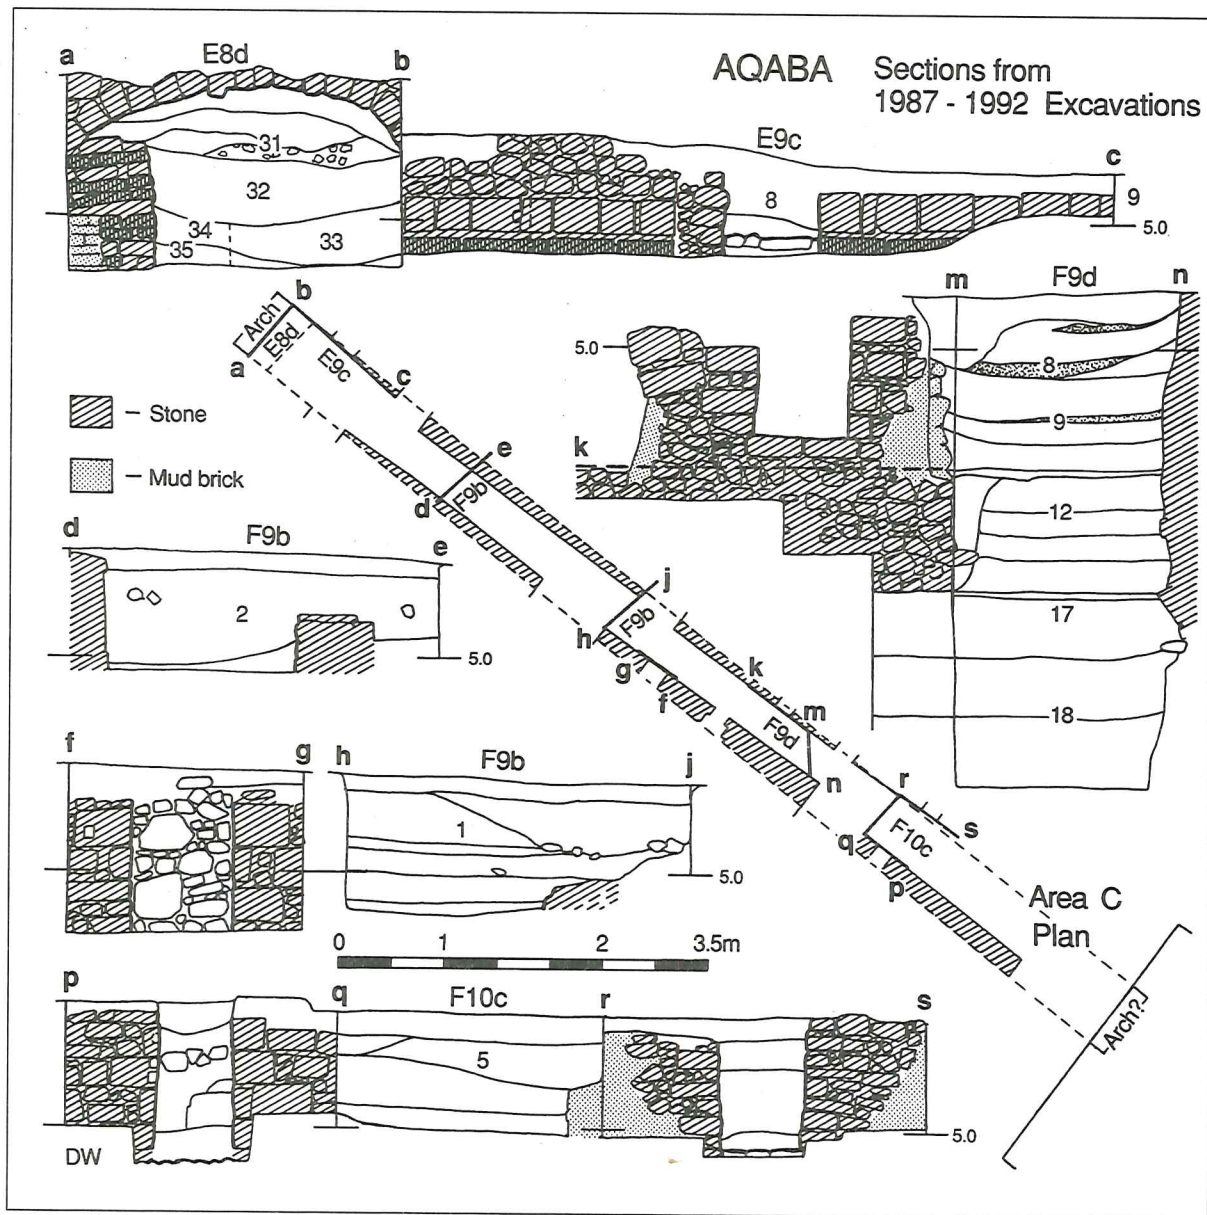 a
E8d
b
AQABA
Sections from
1987 - 1992 Excavations
E9c
c
31
32
34
33
35
8
9
5.0
m
F9d
n
b
Arch
E8d
a
E9c
c
5.0
8
9
k
12
17
18
– Stone
– Mud brick
e
F9b
d
d
F9b
e
2
5.0
j
F9b
h
g
f
k
m
F9d
n
r
F10c
s
q
p
Area C
Plan
Arch?
f
g
h
F9b
j
1
5.0
0
1
2
3.5m
p
q
F10c
r
s
5
5.0
DW